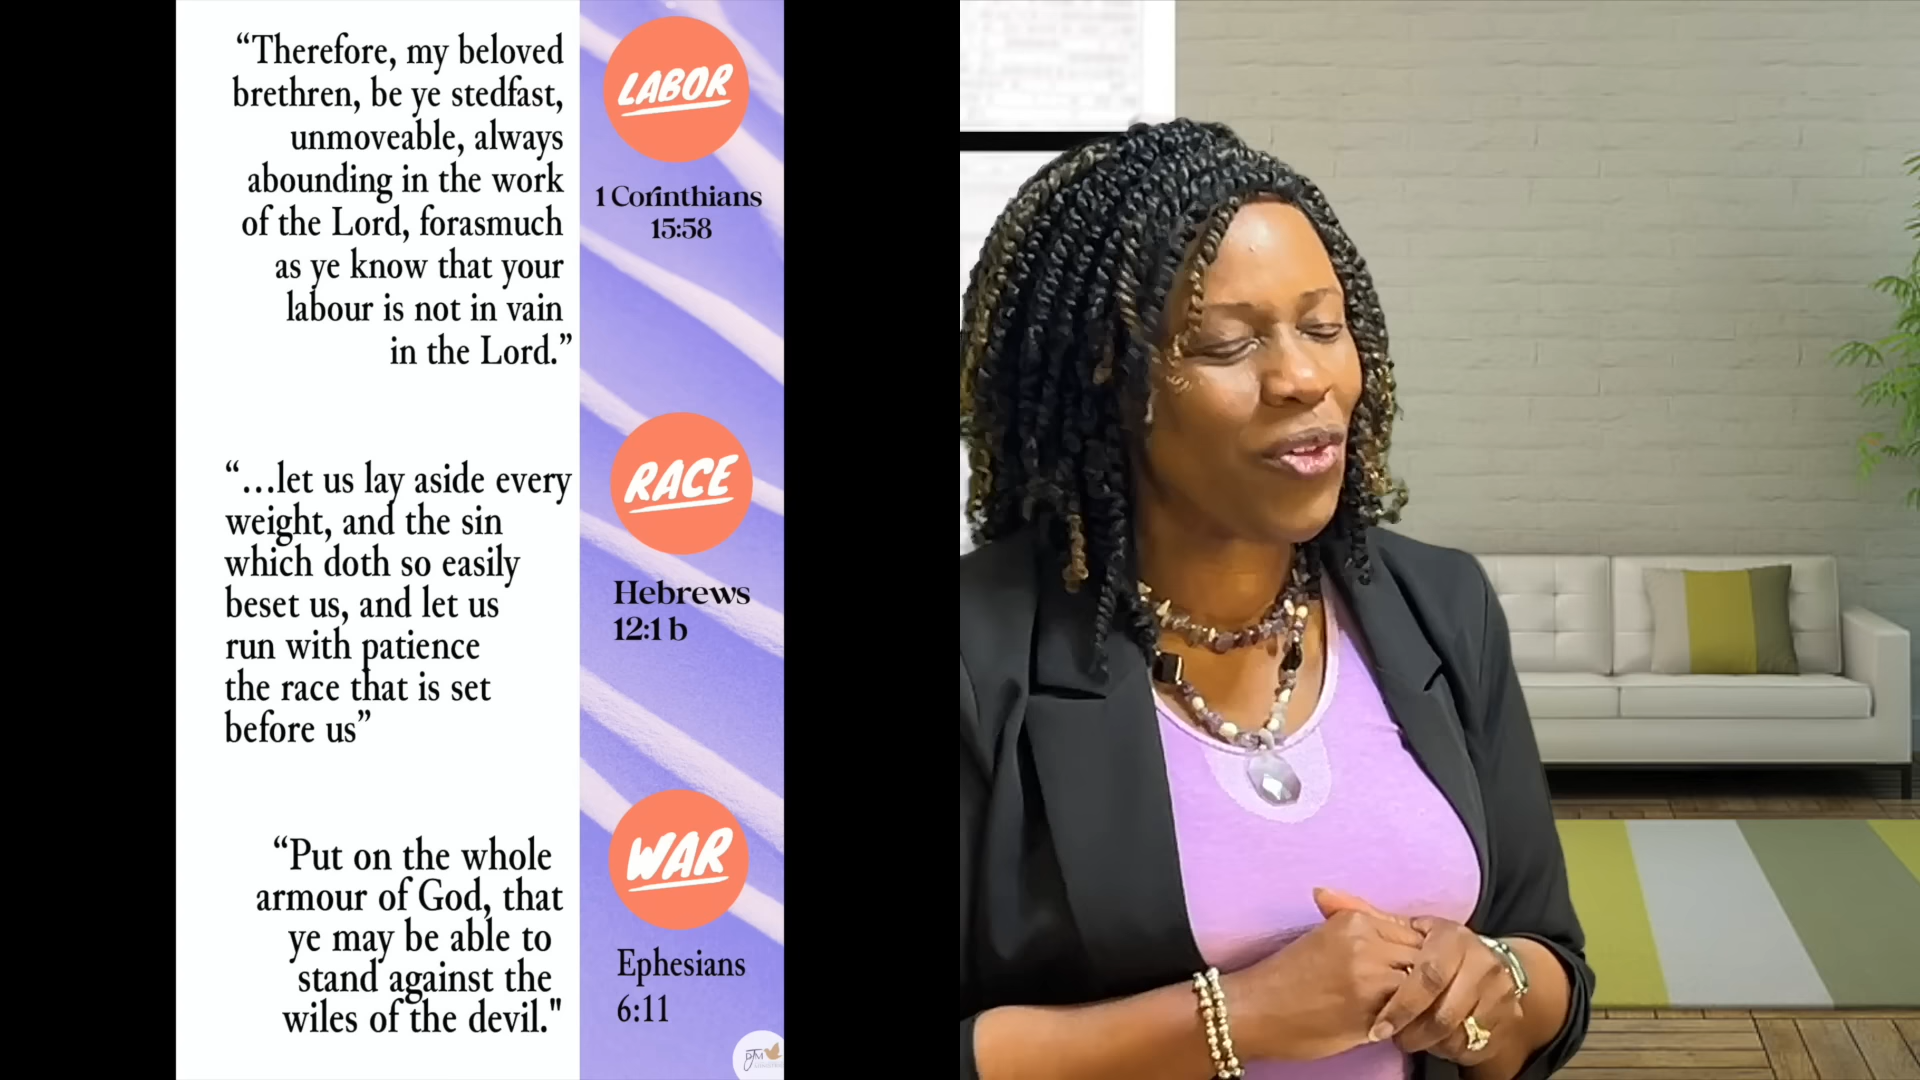 “Therefore, my beloved
brethren, be ye stedfast,
unmoveable, always
abounding in the work
of the Lord, forasmuch
as ye know that your
labour is not in vain
in the Lord.”
LABOR
1 Corinthians
15:58
“...let us lay aside every
weight, and the sin
which doth so easily
beset us, and let us
run with patience
the race that is set
before us”
RACE
Hebrews
12:1 b
“Put on the whole
armour of God, that
ye may be able to
stand against the
wiles of the devil."
WAR
Ephesians
6:11